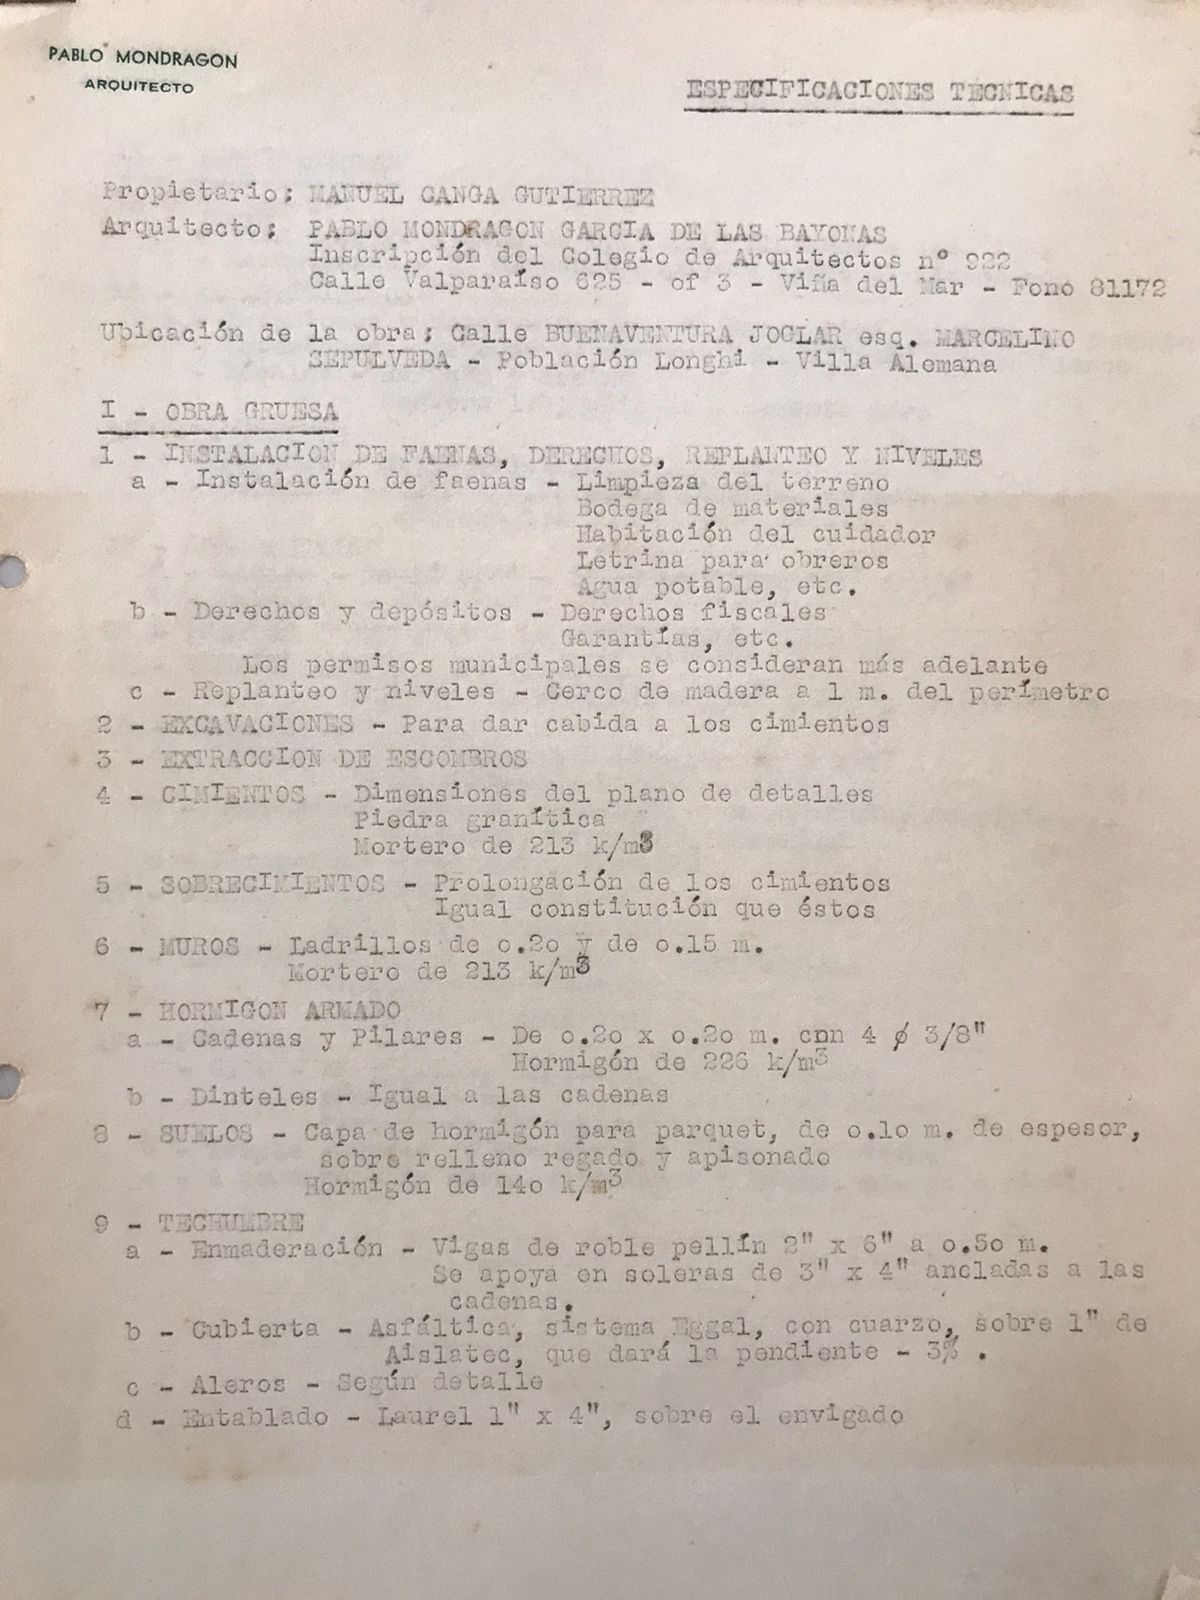 PABLO MONDRAGON
ARQUITECTO
ESPECIFICACIONES TÉCNICAS
Propietario: MANUEL CANGA GUTIERREZ
Arquitecto: PABLO MONDRAGON GARCIA DE LAS BAYONAS
Inscripción del Colegio de Arquitectos nº 922
Calle Valparaíso 625 - of 3 - Viña del Mar - Fono 81172
Ubicación de la obra: Calle BUENAVENTURA JOGLAR esq. MARCELINO
SEPULVEDA - Población Longhi - Villa Alemana
I - OBRA GRUESA
1 - INSTALACION DE FAENAS, DERECHOS, REPLANTEO Y NIVELES
a - Instalación de faenas - Limpieza del terreno
Bodega de materiales
Habitación del cuidador
Letrina para obreros
Agua potable, etc.
b - Derechos y depósitos - Derechos fiscales
Garantías, etc.
Los permisos municipales se consideran más adelante
c - Replanteo y niveles - Cerco de madera a 1 m. del perímetro
2 - EXCAVACIONES - Para dar cabida a los cimientos
3 - EXTRACCION DE ESCOMBROS
4 - CIMIENTOS - Dimensiones del plano de detalles
Piedra granítica
Mortero de 213 k/m3
5 - SOBRECIMIENTOS - Prolongación de los cimientos
Igual constitución que éstos
6 - MUROS - Ladrillos de o.2o y de o.15 m.
Mortero de 213 k/m3
7 - HORMIGON ARMADO
a - Cadenas y Pilares - De o.2o x o.2o m. cnn 4 ø 3/8"
Hormigón de 226 k/m3
b - Dinteles - Igual a las cadenas
8 - SUELOS - Capa de hormigón para parquet, de o.1o m. de espesor,
sobre relleno regado y apisonado
Hormigón de 14o k/m3
9 - TECHUMBRE
a - Enmaderación - Vigas de roble pellín 2" x 6" a o.5o m.
Se apoya en soleras de 3" x 4" ancladas a las
cadenas.
b - Cubierta - Asfáltica, sistema Eggal, con cuarzo, sobre 1" de
Aislatec, que dará la pendiente - 3% .
c - Aleros - Según detalle
d - Entablado - Laurel 1" x 4", sobre el envigado